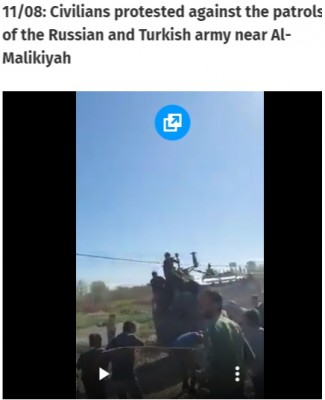 11/08: Civilians protested against the patrols
of the Russian and Turkish army near Al-
Malikiyah